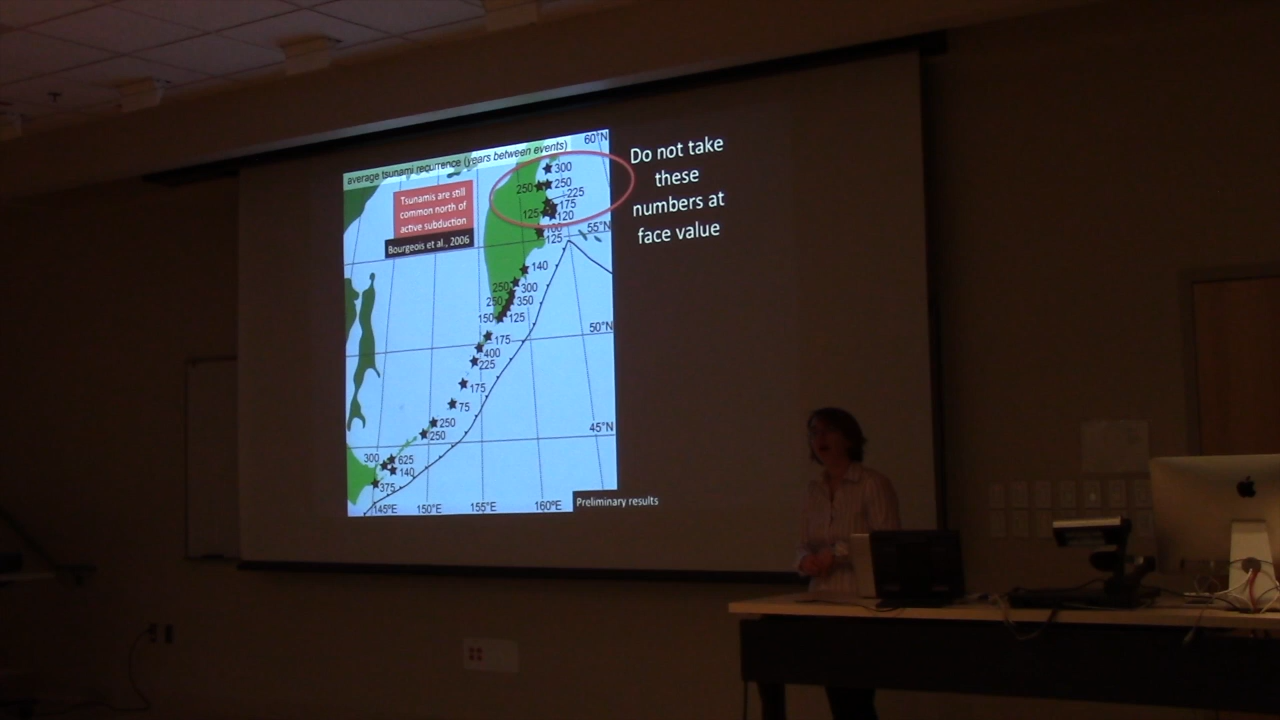 average tsunami recurrence (years between events)
60°N
Tsunamis are still
common north of
active subduction
Bourgeois et al., 2006
Do not take
these
numbers at
face value
300
250
250
225
175
125
120
100
55°N
125
140
250
300
250
350
150
125
50°N
175
400
225
175
75
250
250
45°N
300
625
140
375
145°E
150°E
155°E
160°E
Preliminary results